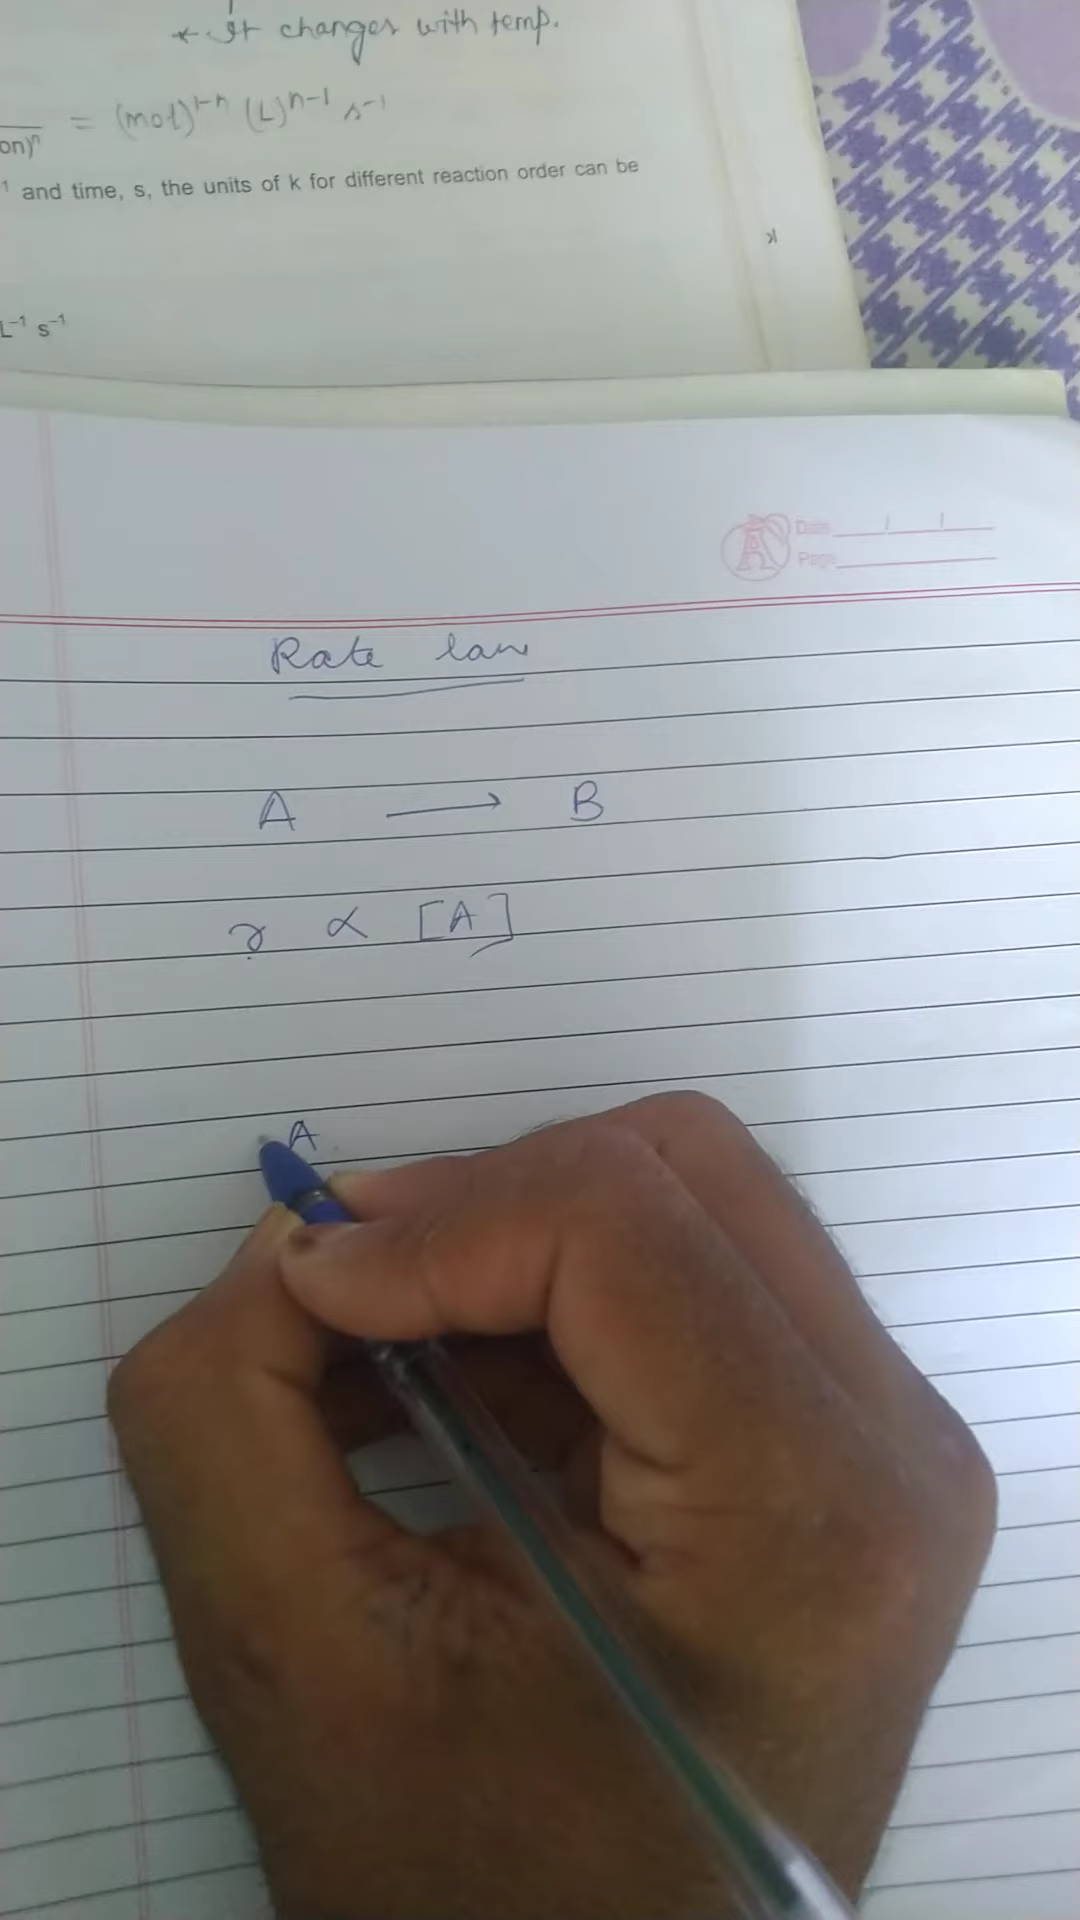 * It changes with temp.
on)ⁿ = (mol)¹⁻ⁿ (L)ⁿ⁻¹ s⁻¹
¹ and time, s, the units of k for different reaction order can be
L⁻¹ s⁻¹
Date / /
Page
Rate law
A ⟶ B
r ∝ [A]
A